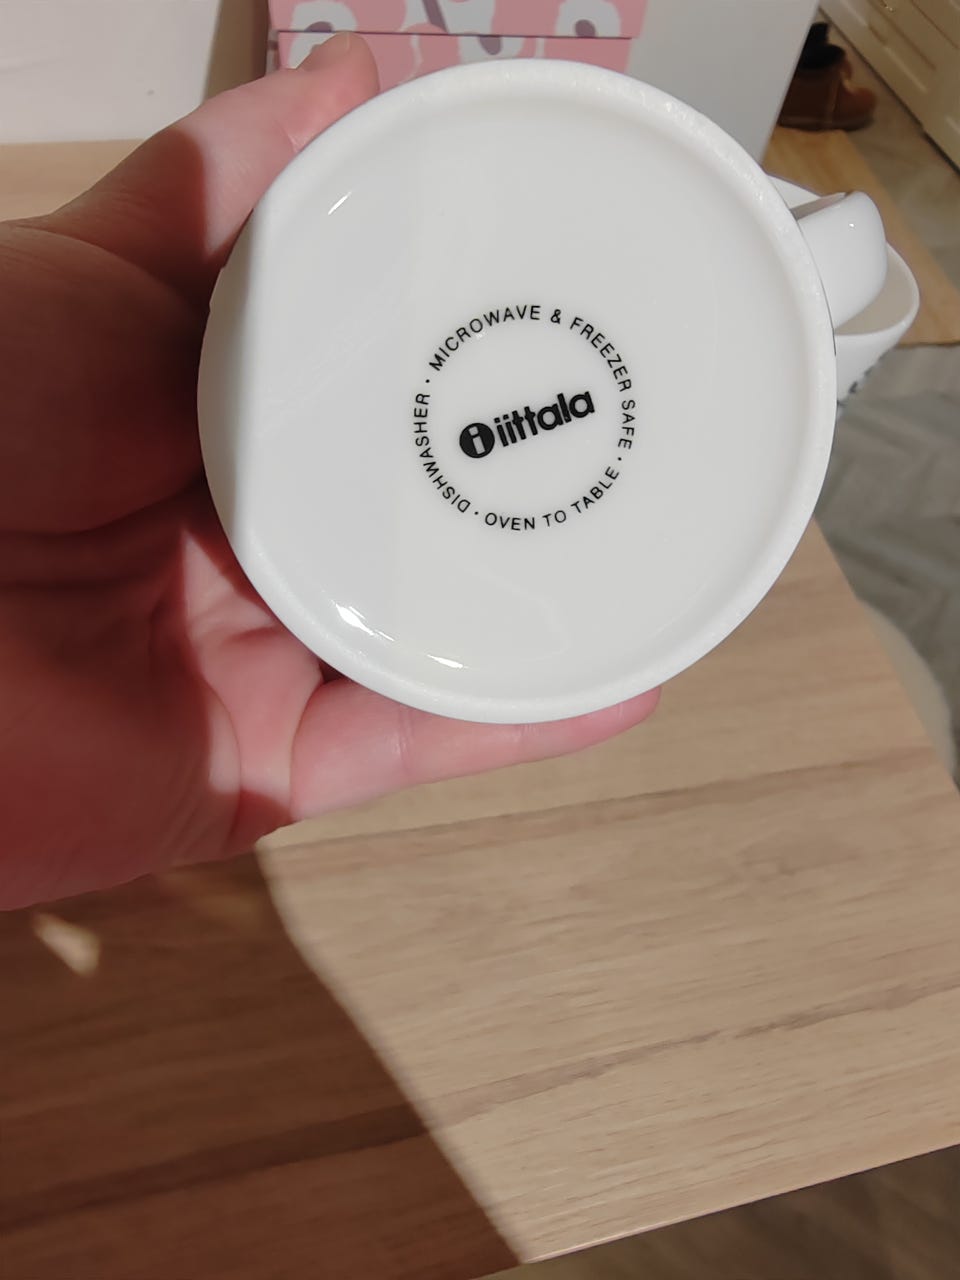 MICROWAVE & FREEZER SAFE · OVEN TO TABLE · DISHWASHER ·
i iittala